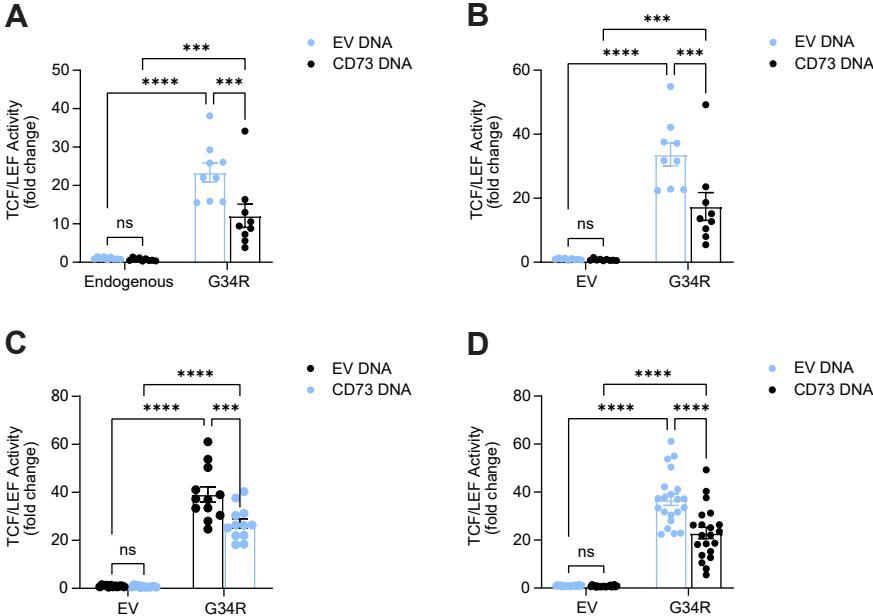 A
EV DNA
CD73 DNA
***
****
***
ns
TCF/LEF Activity
(fold change)
50
40
30
20
10
0
Endogenous
G34R
B
EV DNA
CD73 DNA
***
****
***
ns
TCF/LEF Activity
(fold change)
60
40
20
0
EV
G34R
C
EV DNA
CD73 DNA
****
****
***
ns
TCF/LEF Activity
(fold change)
80
60
40
20
0
EV
G34R
D
EV DNA
CD73 DNA
****
****
****
ns
TCF/LEF Activity
(fold change)
80
60
40
20
0
EV
G34R